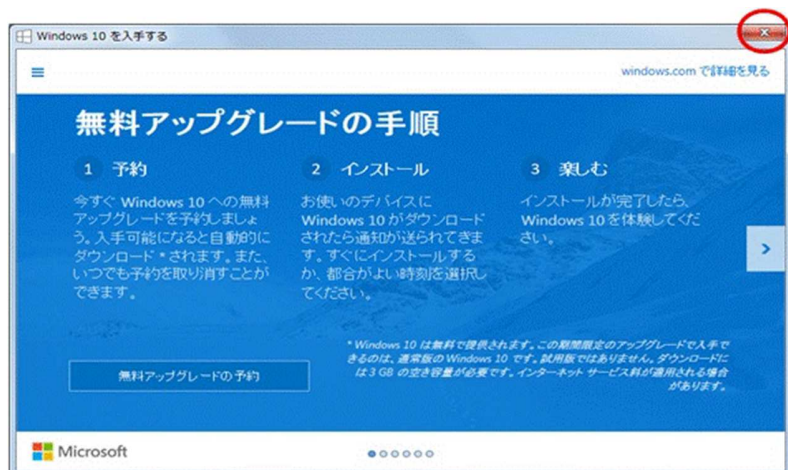 Windows 10 を入手する
windows.com で詳細を見る
無料アップグレードの手順
1 予約
今すぐ Windows 10 への無料
アップグレードを予約しましょ
う。入手可能になると自動的に
ダウンロード * されます。また、
いつでも予約を取り消すことが
できます。
2 インストール
お使いのデバイスに
Windows 10 がダウンロード
されたら通知が送られてきま
す。すぐにインストールする
か、都合がよい時刻を選択し
てください。
3 楽しむ
インストールが完了したら、
Windows 10 を体験してくだ
さい。
* Windows 10 は無料で提供されます。この期間限定のアップグレードで入手で
きるのは、通常版の Windows 10 です。試用版ではありません。ダウンロードに
は 3 GB の空き容量が必要です。インターネット サービス料が適用される場合
があります。
無料アップグレードの予約
Microsoft